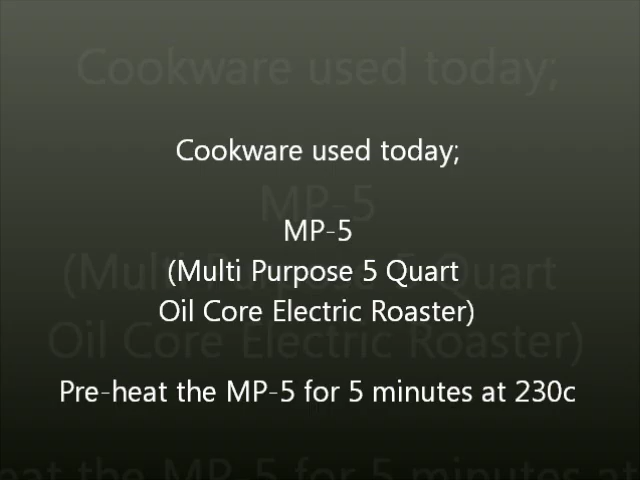 Cookware used today;
MP-5
(Multi Purpose 5 Quart
Oil Core Electric Roaster)
Pre-heat the MP-5 for 5 minutes at 230c